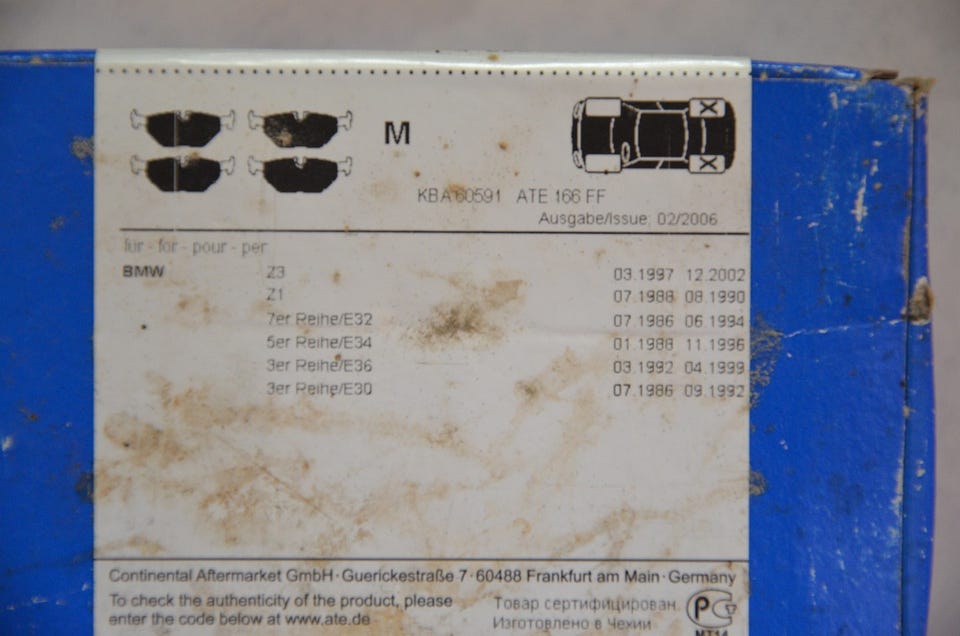 M
KBA 60591 ATE 166 FF
Ausgabe/Issue: 02/2006
für - for - pour - per
BMW Z3 03.1997 12.2002
Z1 07.1988 08.1990
7er Reihe/E32 07.1986 06.1994
5er Reihe/E34 01.1988 11.1996
3er Reihe/E36 03.1992 04.1999
3er Reihe/E30 07.1986 09.1992
Continental Aftermarket GmbH · Guerickestraße 7 · 60488 Frankfurt am Main · Germany
To check the authenticity of the product, please
enter the code below at www.ate.de
Товар сертифицирован.
Изготовлено в Чехии
МТ14